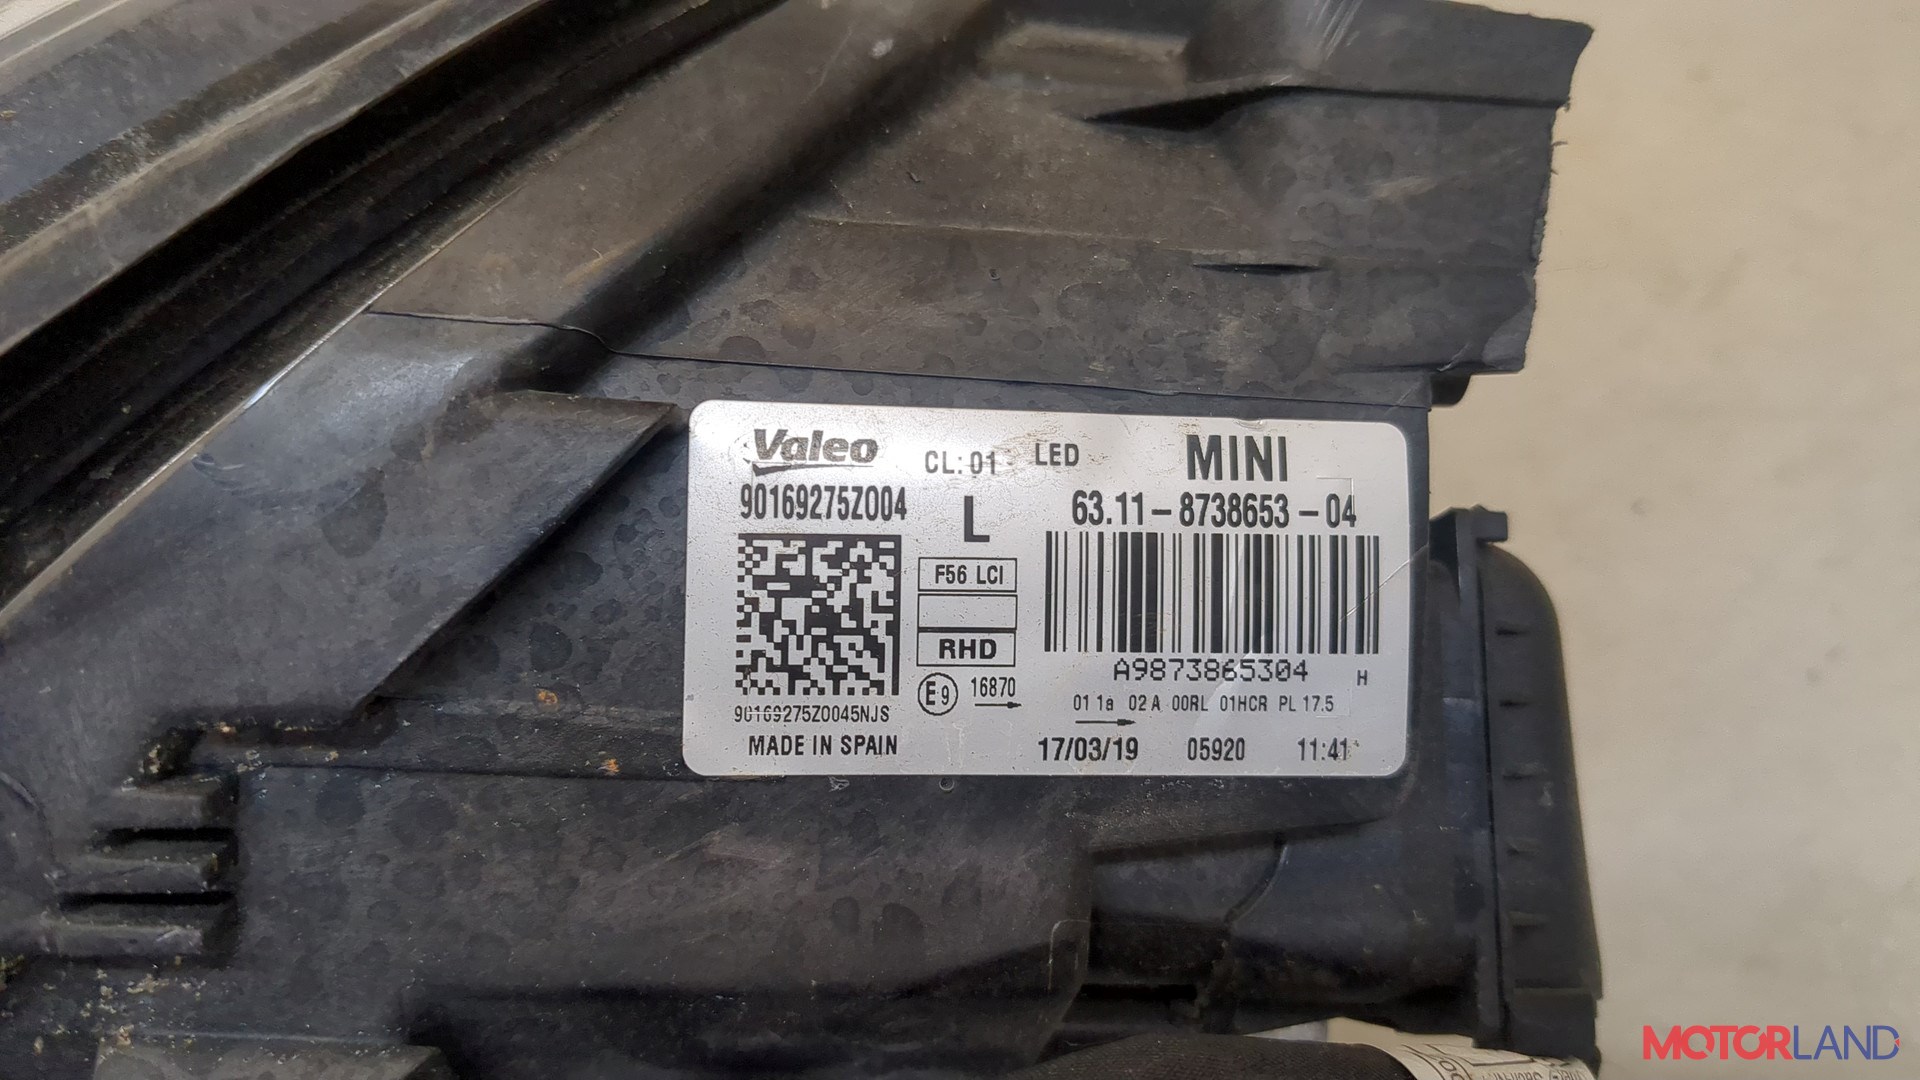 Valeo
CL: 01
LED
MINI
90169275Z004
L
63.11-8738653-04
F56 LCI
RHD
A9873865304
H
E9
16870
01 1a 02 A 00RL 01HCR PL 17.5
90169275Z0045NJS
MADE IN SPAIN
17/03/19 05920 11:41
MOTORLAND